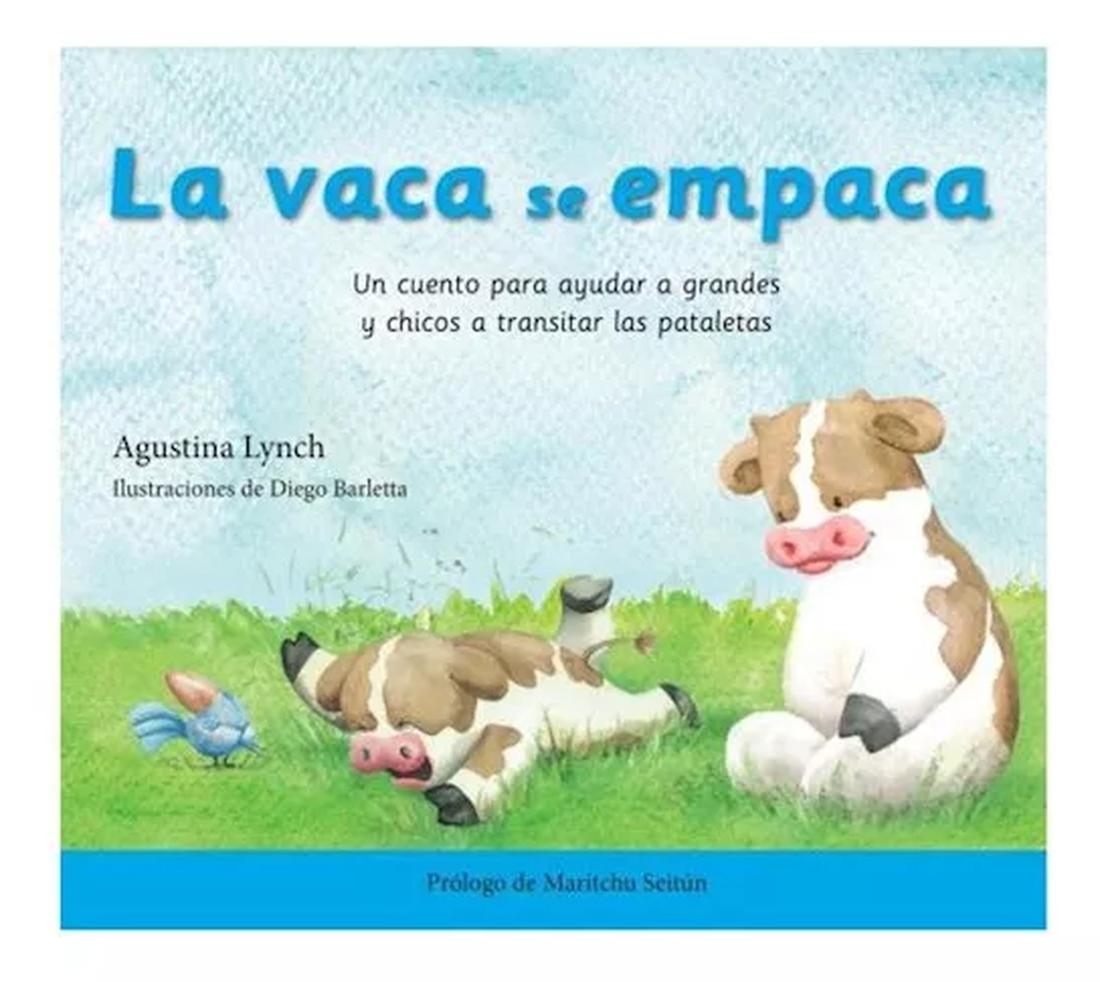 La vaca se empaca
Un cuento para ayudar a grandes
y chicos a transitar las pataletas
Agustina Lynch
Ilustraciones de Diego Barletta
Prólogo de Maritchu Seitún